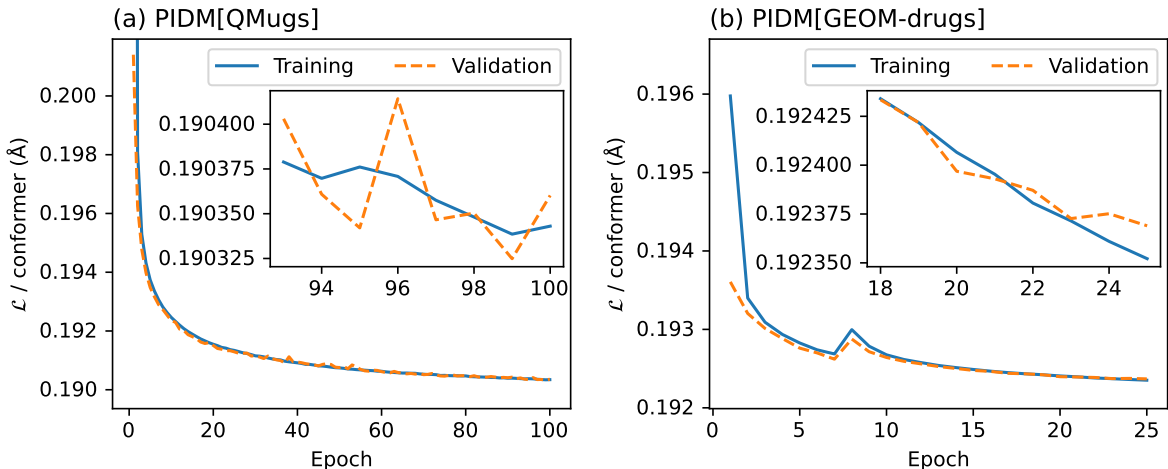 (a) PIDM[QMugs]
Training
Validation
0.200
0.198
0.196
0.194
0.192
0.190
ℒ / conformer (Å)
0.190400
0.190375
0.190350
0.190325
94 96 98 100
0 20 40 60 80 100
Epoch
(b) PIDM[GEOM-drugs]
Training
Validation
0.196
0.195
0.194
0.193
0.192
ℒ / conformer (Å)
0.192425
0.192400
0.192375
0.192350
18 20 22 24
0 5 10 15 20 25
Epoch